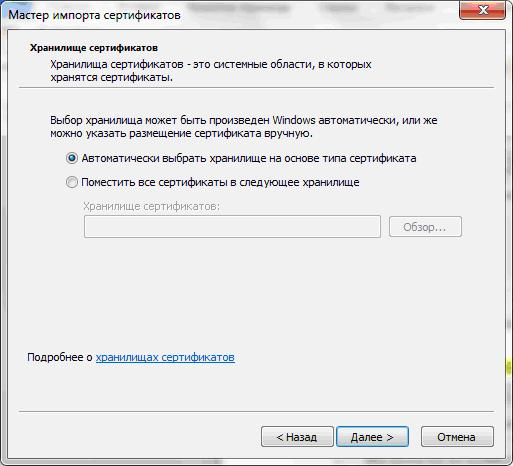 Мастер импорта сертификатов
Хранилище сертификатов
Хранилища сертификатов - это системные области, в которых
хранятся сертификаты.
Выбор хранилища может быть произведен Windows автоматически, или же
можно указать размещение сертификата вручную.
Автоматически выбрать хранилище на основе типа сертификата
Поместить все сертификаты в следующее хранилище
Хранилище сертификатов:
Обзор...
Подробнее о хранилищах сертификатов
< Назад
Далее >
Отмена